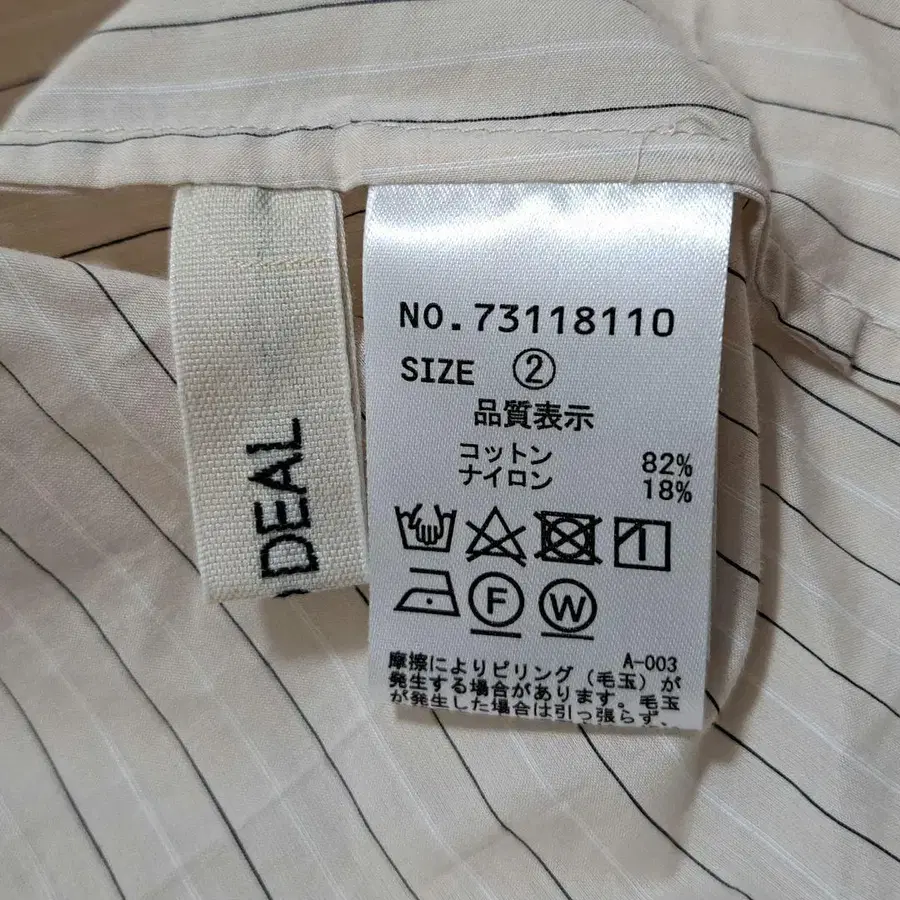 DEAL
NO.73118110
SIZE ②
品質表示
コットン 82%
ナイロン 18%
F W
A-003
摩擦によりピリング(毛玉)が
発生する場合があります。毛玉
が発生した場合は引っ張らず、